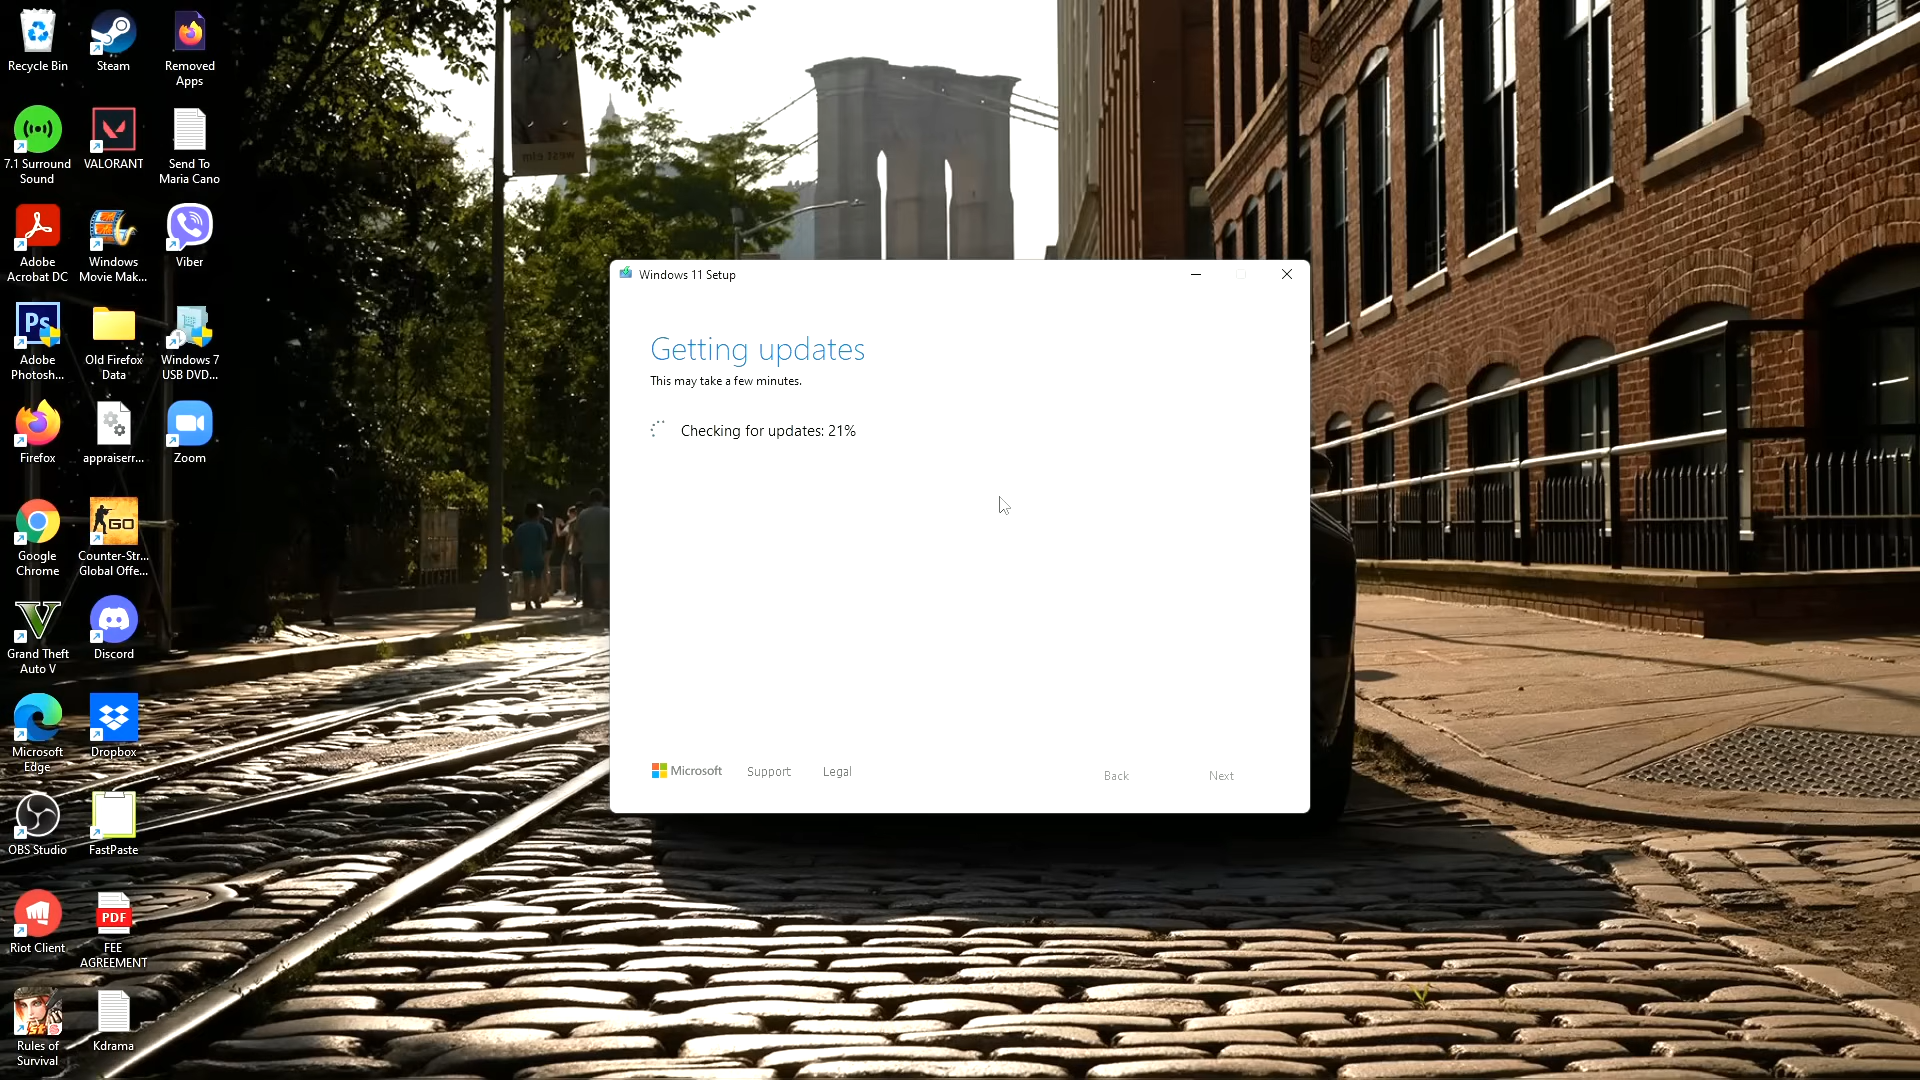 Recycle Bin
Steam
Removed
Apps
7.1 Surround
Sound
VALORANT
Send To
Maria Cano
Adobe
Acrobat DC
Windows
Movie Mak...
Viber
Ps
Adobe
Photosh...
Old Firefox
Data
Windows 7
USB DVD...
Firefox
appraiserr...
Zoom
Google
Chrome
GO
Counter-Str...
Global Offe...
Grand Theft
Auto V
Discord
Microsoft
Edge
Dropbox
OBS Studio
FastPaste
Riot Client
PDF
FEE
AGREEMENT
Rules of
Survival
Kdrama
west elm
Windows 11 Setup
Getting updates
This may take a few minutes.
Checking for updates: 21%
Microsoft
Support
Legal
Back
Next